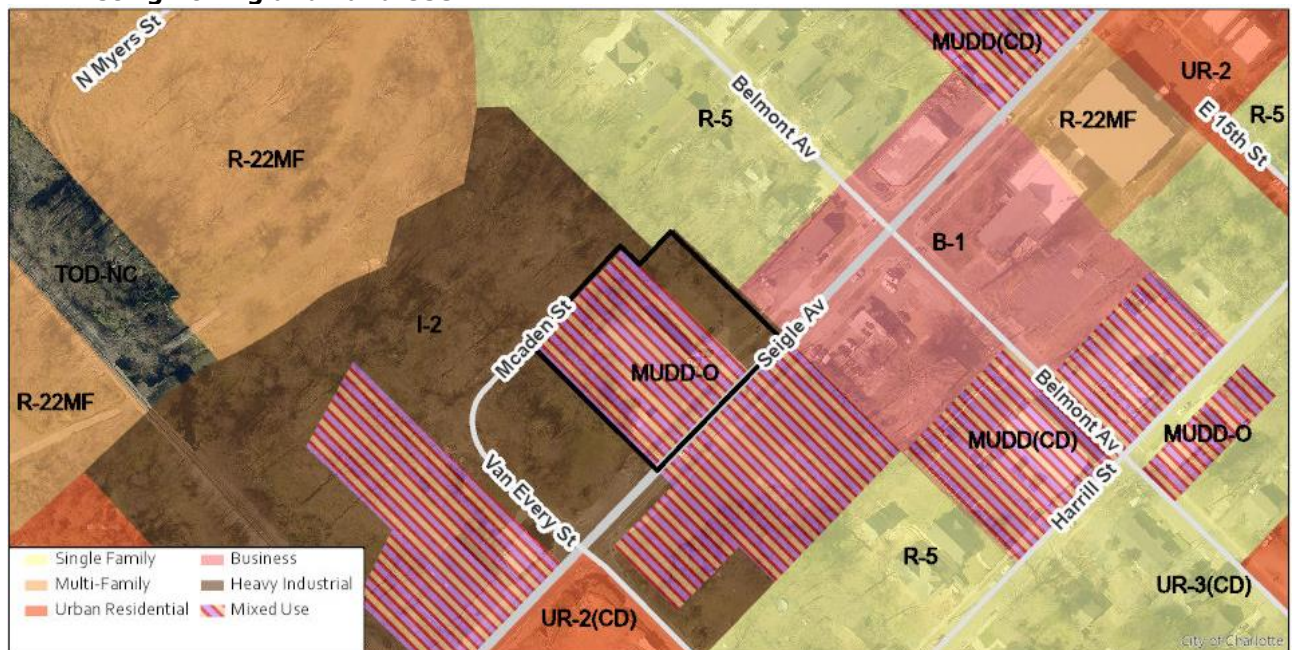 N Myers St
MUDD(CD)
UR-2
Belmont Av
R-5
R-22MF
E 15th St
R-5
R-22MF
B-1
TOD-NC
I-2
Mcaden St
Seigle Av
MUDD-O
R-22MF
Belmont Av
MUDD(CD)
MUDD-O
Van Every St
Harrill St
R-5
UR-3(CD)
UR-2(CD)
Single Family
Business
Multi-Family
Heavy Industrial
Urban Residential
Mixed Use
City of Charlotte